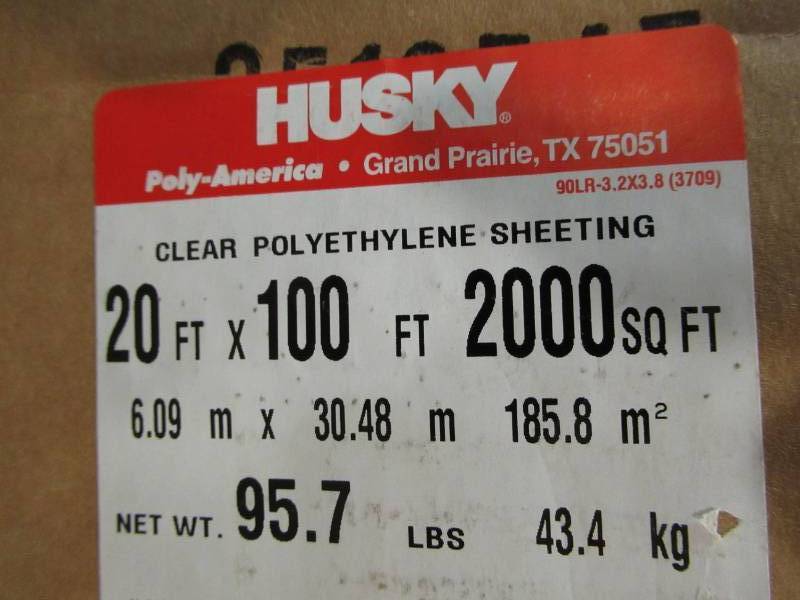 HUSKY®
Poly-America • Grand Prairie, TX 75051
90LR-3.2X3.8 (3709)
CLEAR POLYETHYLENE SHEETING
20 FT X 100 FT 2000 SQ FT
6.09 m x 30.48 m 185.8 m²
NET WT. 95.7 LBS 43.4 kg